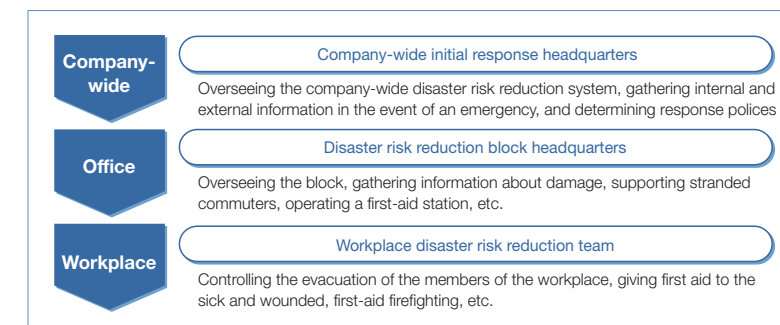 Company-
wide
Company-wide initial response headquarters
Overseeing the company-wide disaster risk reduction system, gathering internal and
external information in the event of an emergency, and determining response polices
Office
Disaster risk reduction block headquarters
Overseeing the block, gathering information about damage, supporting stranded
commuters, operating a first-aid station, etc.
Workplace
Workplace disaster risk reduction team
Controlling the evacuation of the members of the workplace, giving first aid to the
sick and wounded, first-aid firefighting, etc.